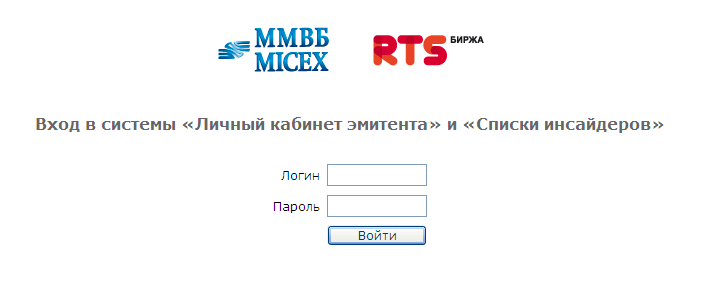 ММВБ
MICEX
RTS БИРЖА
Вход в системы «Личный кабинет эмитента» и «Списки инсайдеров»
Логин
Пароль
Войти